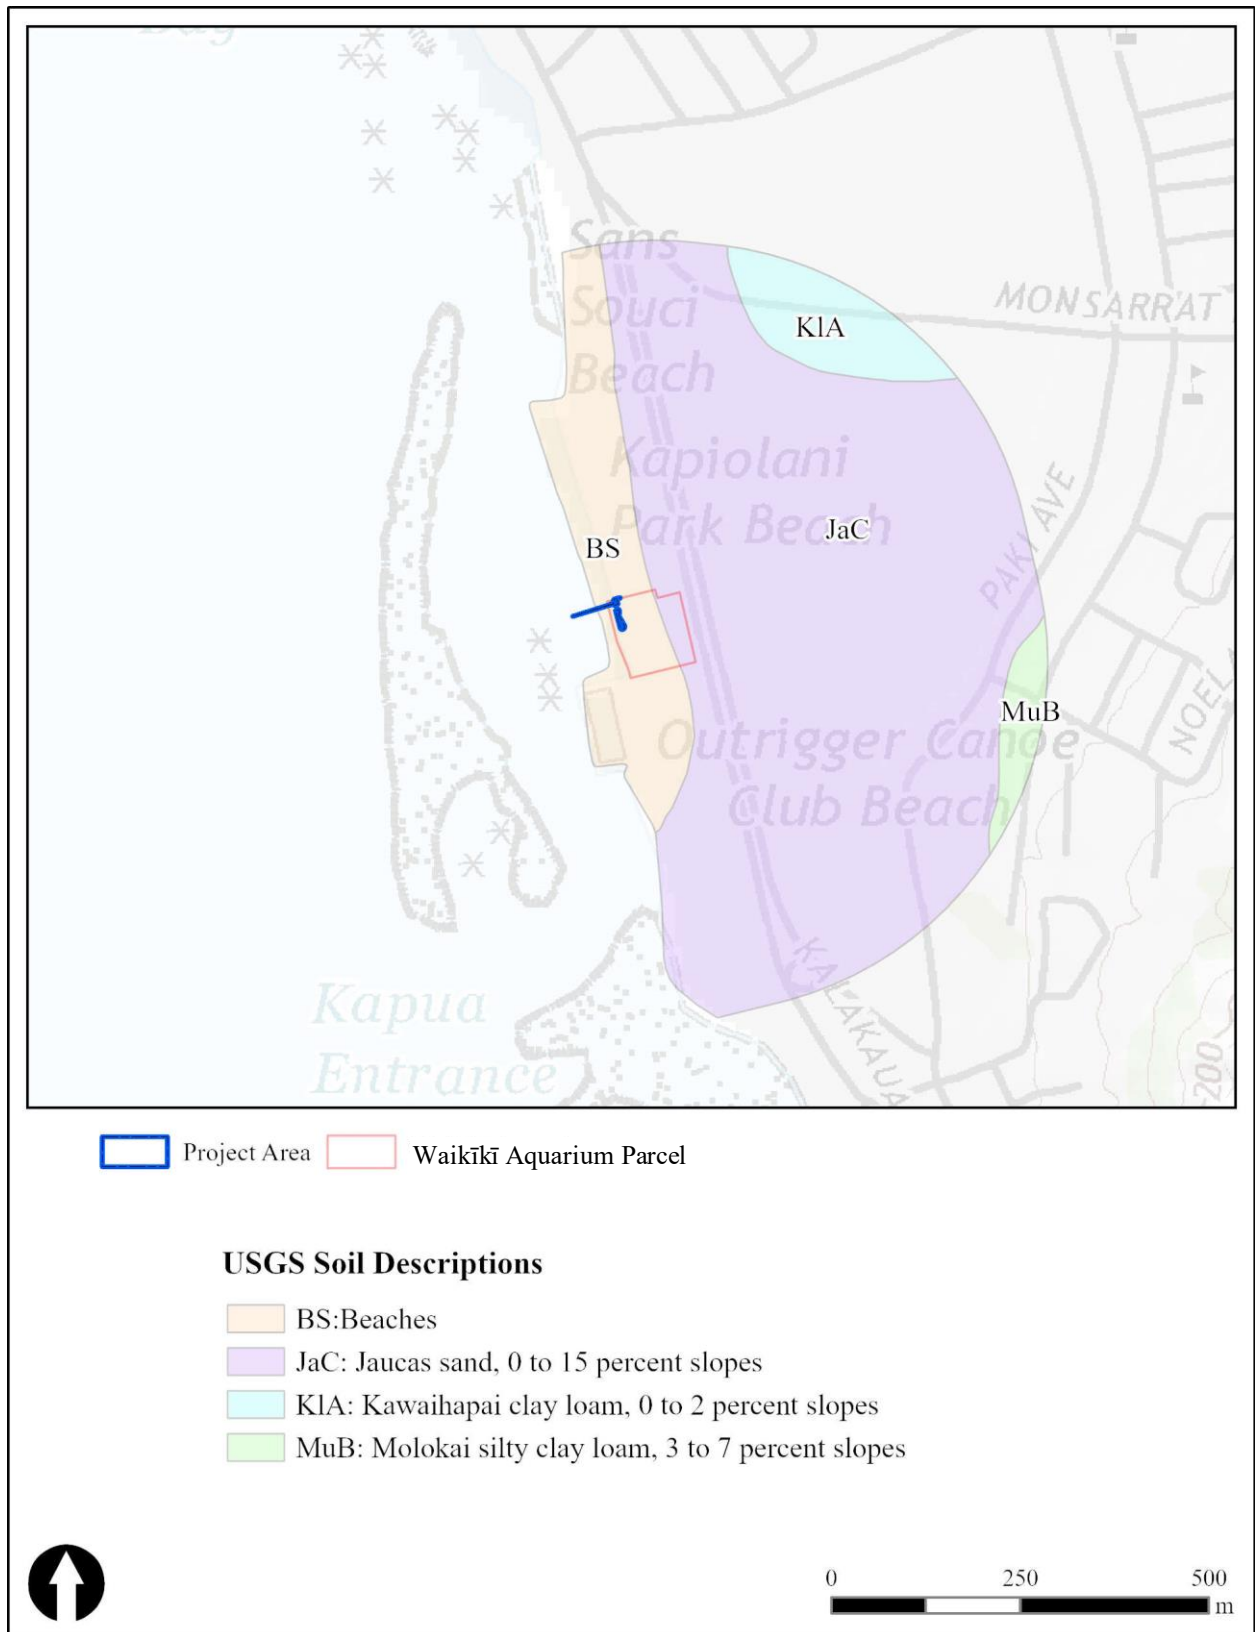 Bay
Sans
Souci
Beach
MONSARRAT
KlA
Kapiolani
Park Beach
JaC
BS
PAKI AVE
MuB
NOELA
Outrigger Canoe
Club Beach
KALAKAUA
Kapua
Entrance
200
Project Area
Waikīkī Aquarium Parcel
USGS Soil Descriptions
BS:Beaches
JaC: Jaucas sand, 0 to 15 percent slopes
KlA: Kawaihapai clay loam, 0 to 2 percent slopes
MuB: Molokai silty clay loam, 3 to 7 percent slopes
0 250 500
m